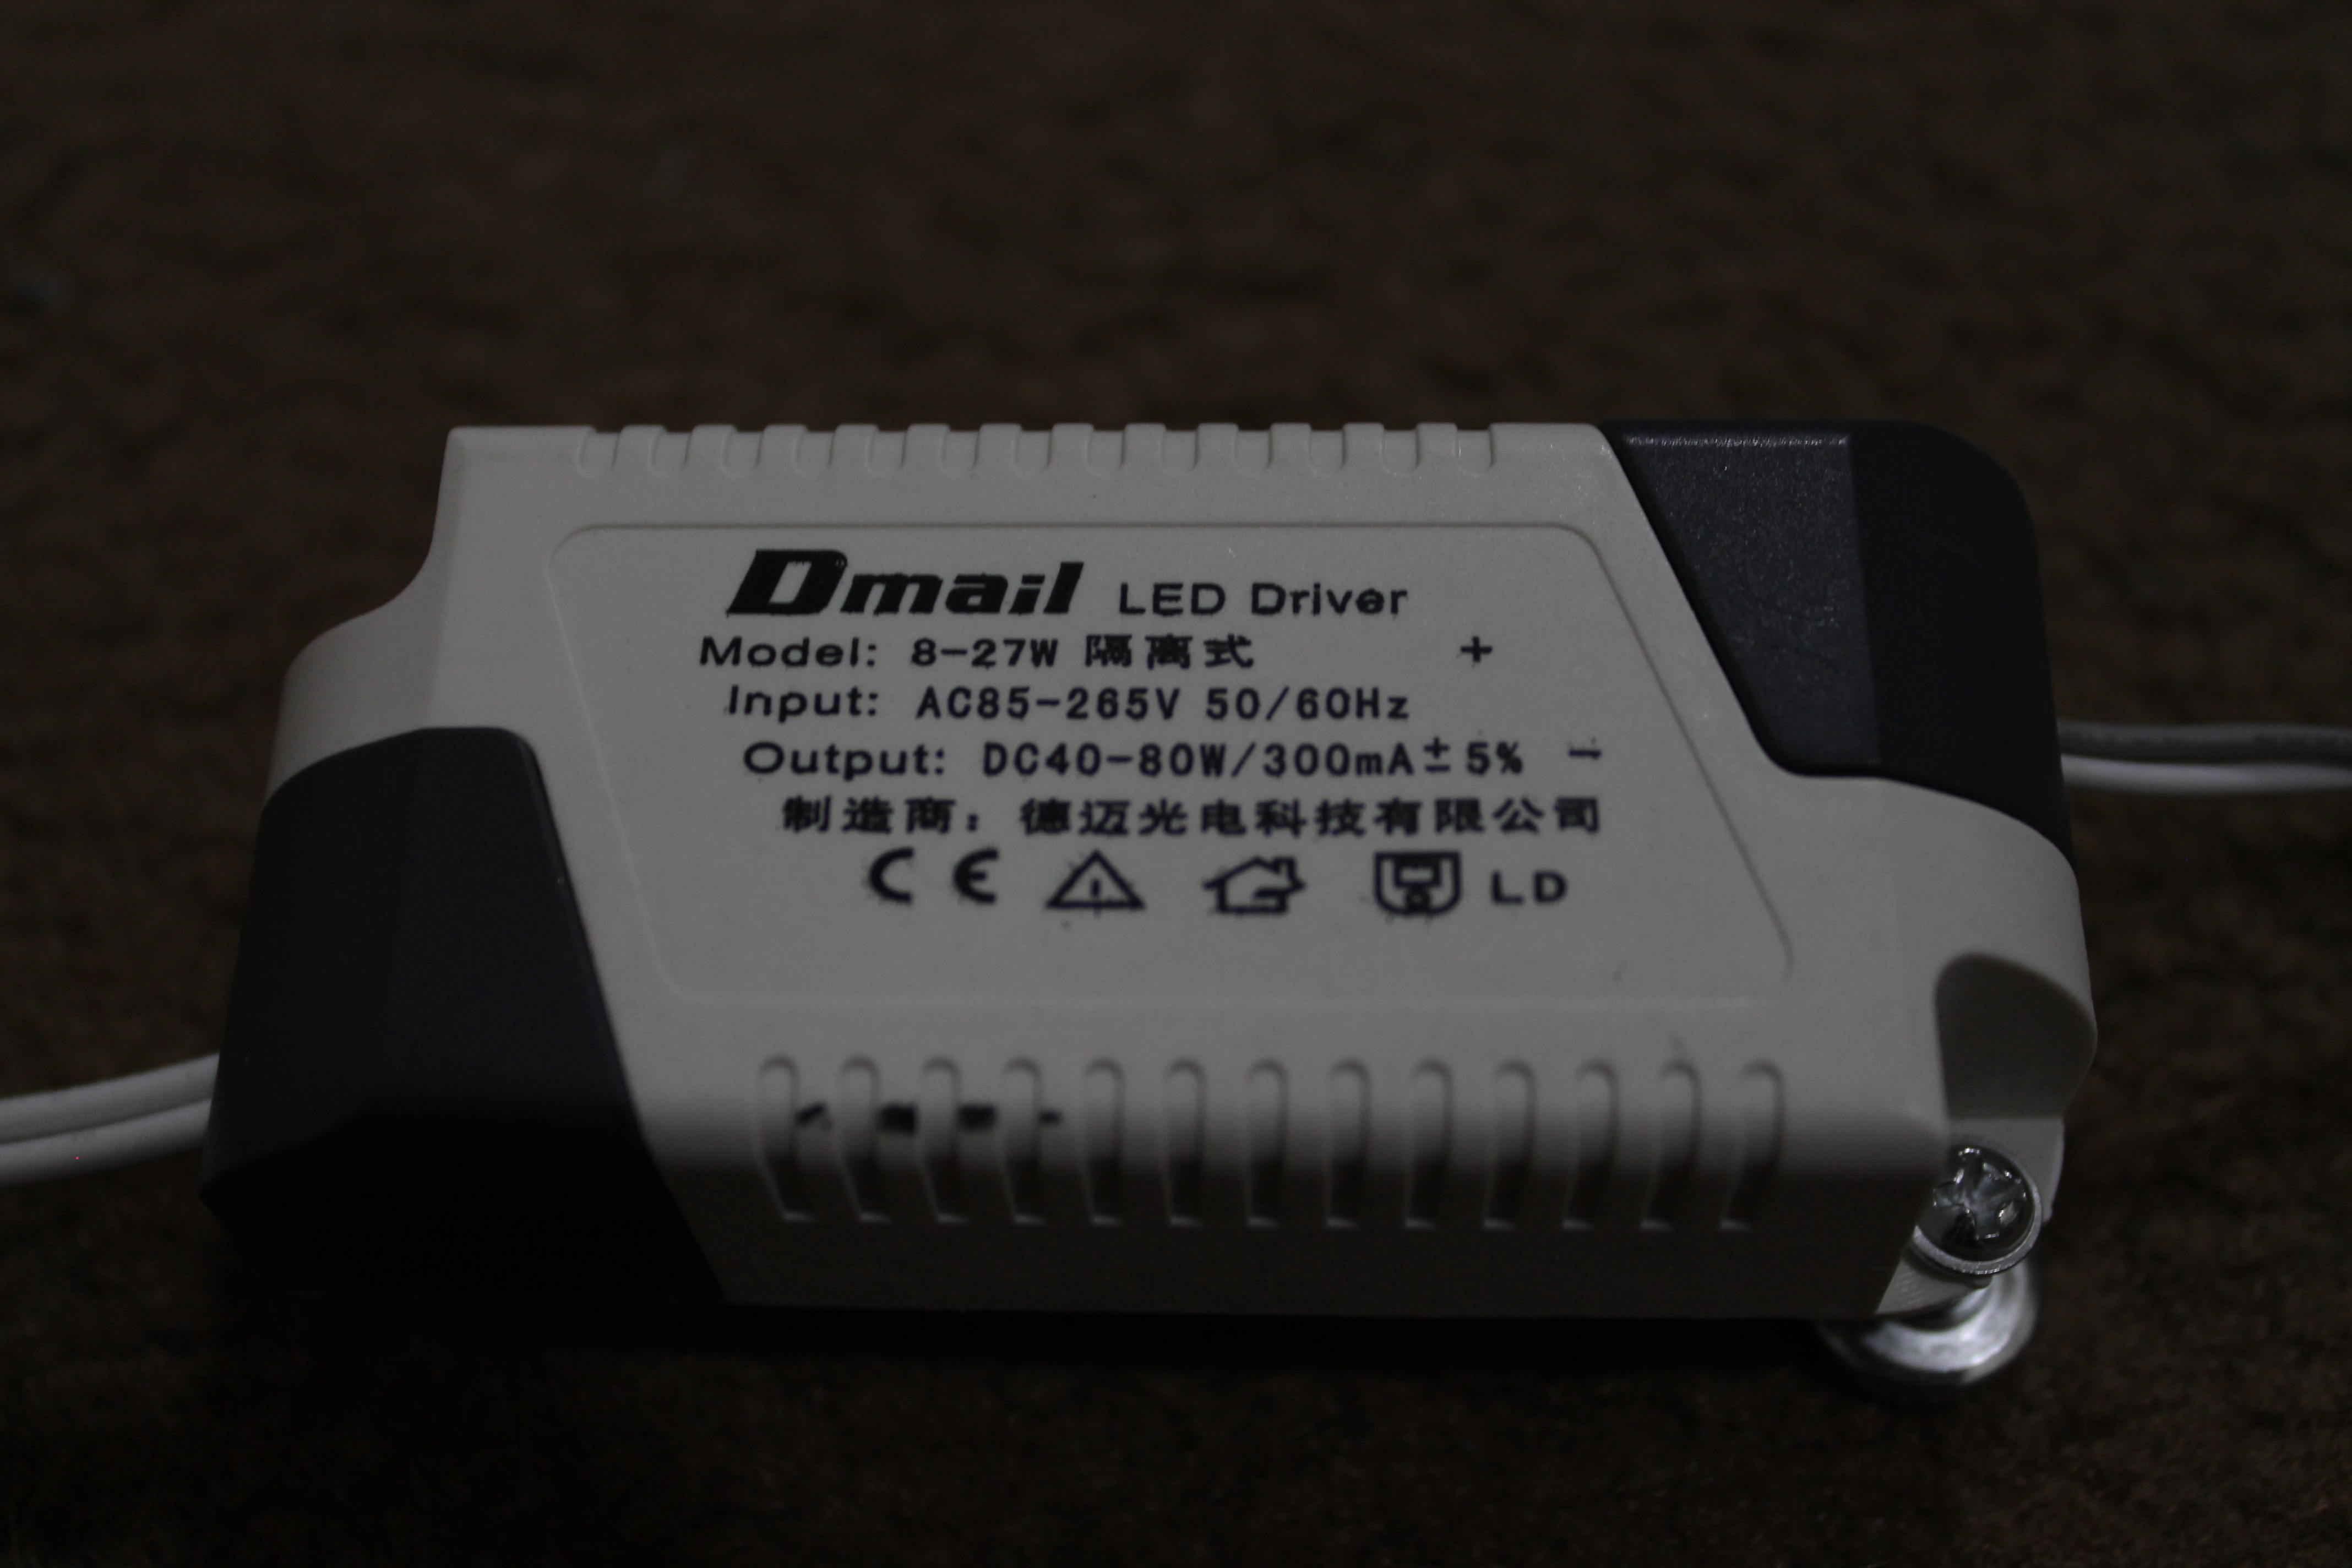 Dmail LED Driver
Model: 8-27W 隔离式 +
Input: AC85-265V 50/60Hz
Output: DC40-80W/300mA±5% -
制造商: 德迈光电科技有限公司
CE LD